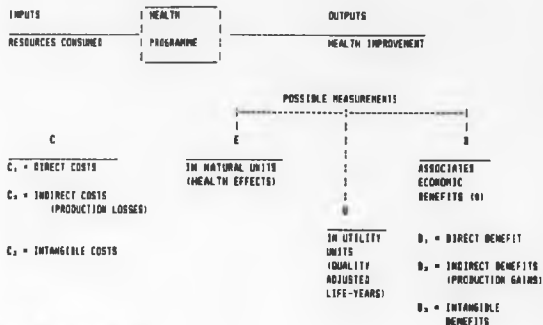 INPUTS
HEALTH
OUTPUTS
RESOURCES CONSUMED
PROGRAMME
HEALTH IMPROVEMENT
POSSIBLE MEASUREMENTS
C
E
B
C₁ = DIRECT COSTS
IN NATURAL UNITS
(HEALTH EFFECTS)
ASSOCIATES
ECONOMIC
BENEFITS (B)
C₂ = INDIRECT COSTS
(PRODUCTION LOSSES)
C₃ = INTANGIBLE COSTS
U
IN UTILITY
UNITS
(QUALITY
ADJUSTED
LIFE-YEARS)
B₁ = DIRECT BENEFIT
B₂ = INDIRECT BENEFITS
(PRODUCTION GAINS)
B₃ = INTANGIBLE
BENEFITS